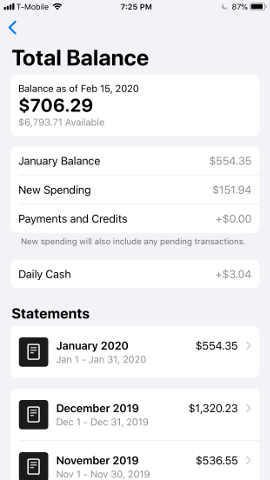 T-Mobile
7:25 PM
87%
Total Balance
Balance as of Feb 15, 2020
$706.29
$6,793.71 Available
January Balance $554.35
New Spending $151.94
Payments and Credits +$0.00
New spending will also include any pending transactions.
Daily Cash +$3.04
Statements
January 2020 $554.35
Jan 1 - Jan 31, 2020
December 2019 $1,320.23
Dec 1 - Dec 31, 2019
November 2019 $536.55
Nov 1 - Nov 30, 2019